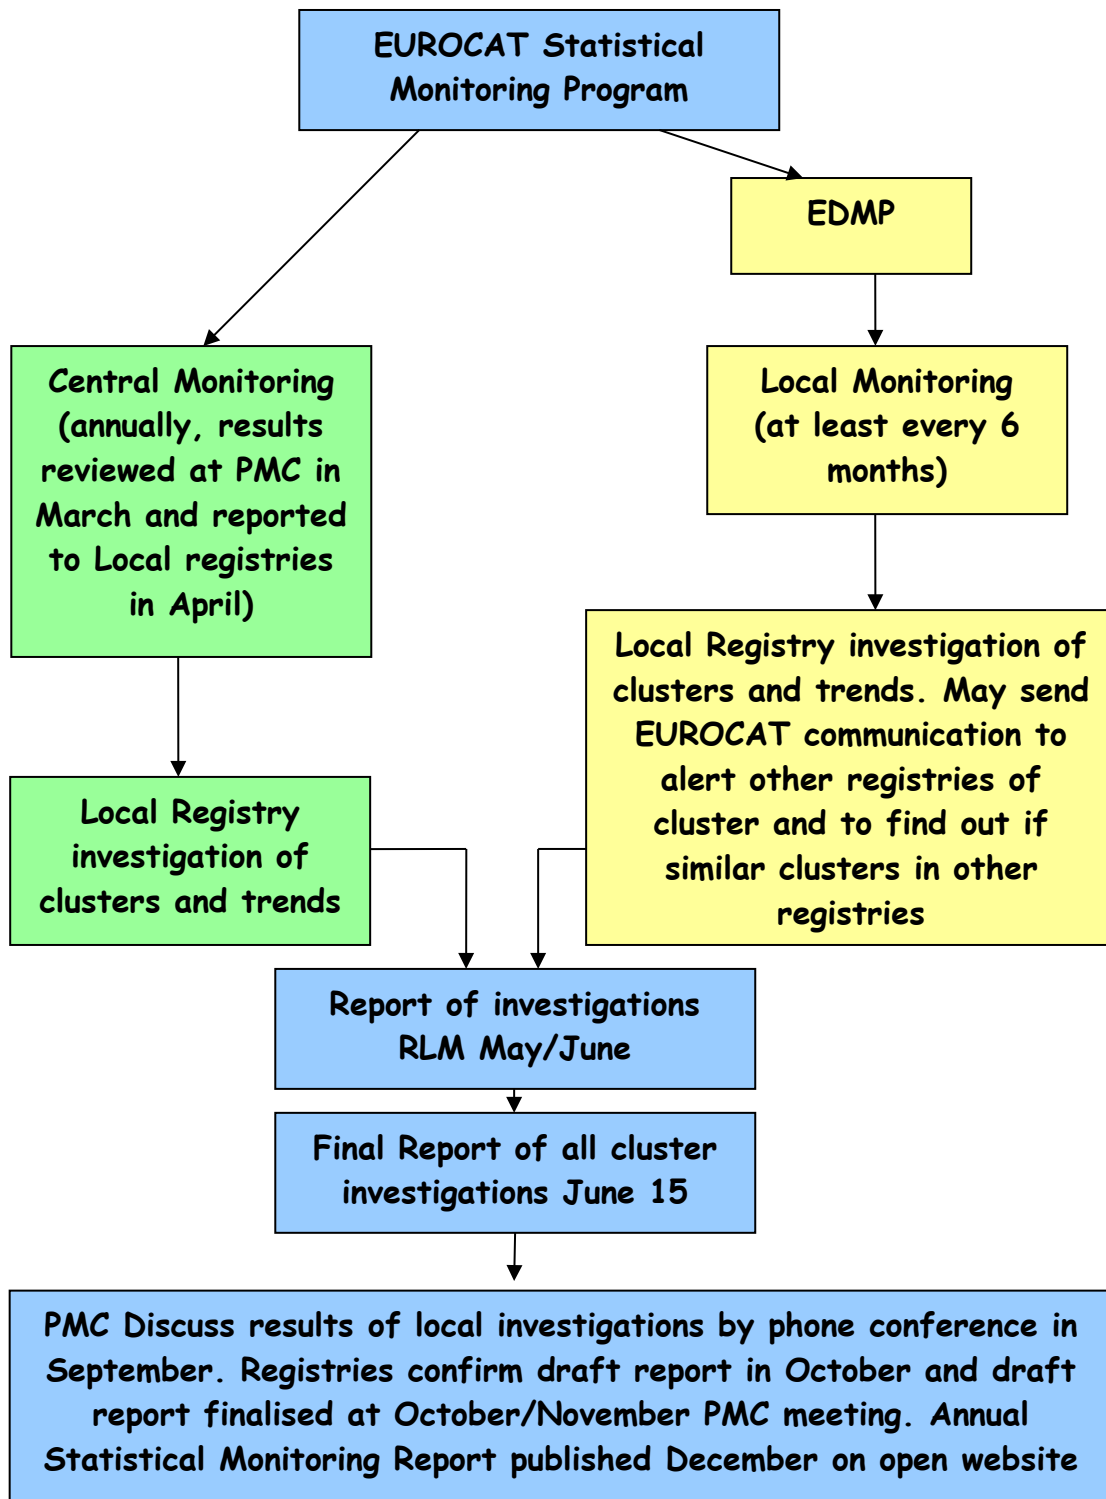 EUROCAT Statistical
Monitoring Program
EDMP
Central Monitoring
(annually, results
reviewed at PMC in
March and reported
to Local registries
in April)
Local Monitoring
(at least every 6
months)
Local Registry investigation of
clusters and trends. May send
EUROCAT communication to
alert other registries of
cluster and to find out if
similar clusters in other
registries
Local Registry
investigation of
clusters and trends
Report of investigations
RLM May/June
Final Report of all cluster
investigations June 15
PMC Discuss results of local investigations by phone conference in
September. Registries confirm draft report in October and draft
report finalised at October/November PMC meeting. Annual
Statistical Monitoring Report published December on open website